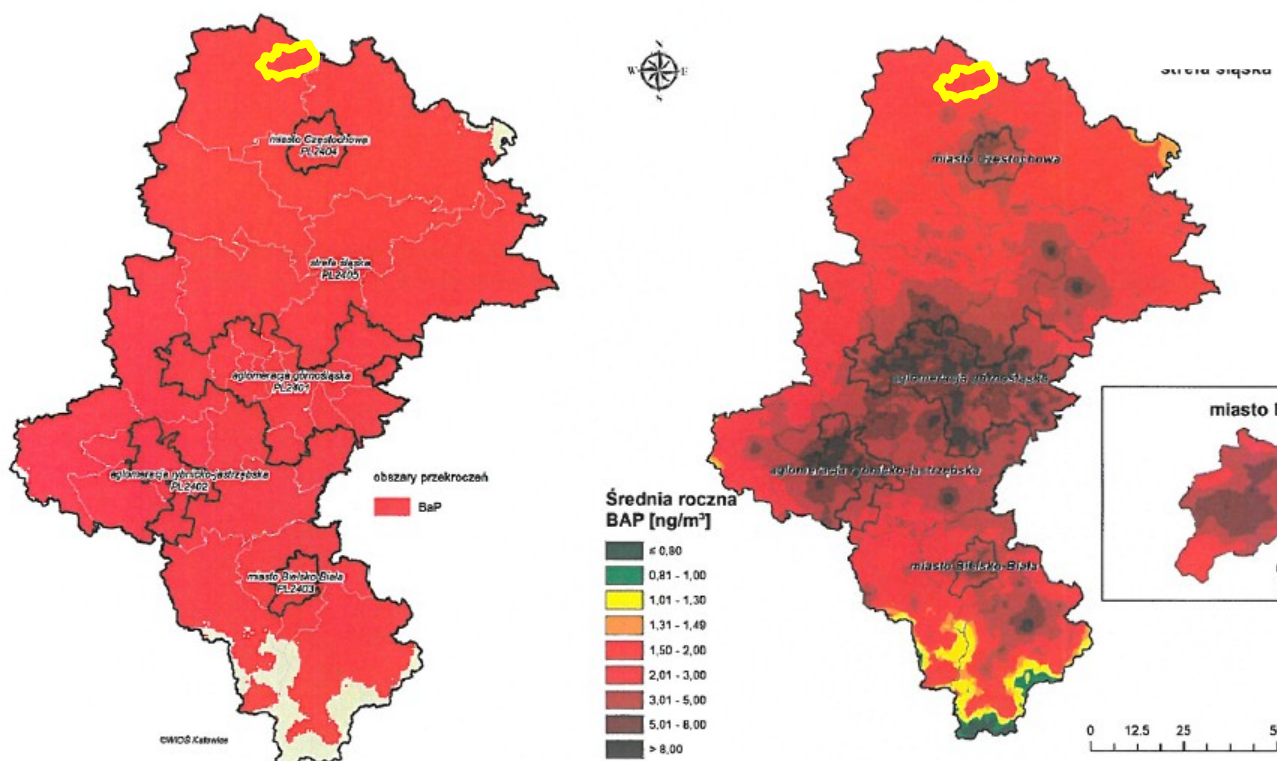 miasto Częstochowa
PL2404
strefa śląska
PL2405
aglomeracja górnośląska
PL2401
aglomeracja rybnicko-jastrzębska
PL2402
miasto Bielsko-Biała
PL2403
obszary przekroczeń
BaP
©WIOŚ Katowice
W E
S
strefa śląska
miasto Częstochowa
aglomeracja górnośląska
aglomeracja rybnicko-jastrzębska
miasto Bielsko-Biała
miasto
Średnia roczna
BAP [ng/m³]
≤ 0,80
0,81 - 1,00
1,01 - 1,30
1,31 - 1,49
1,50 - 2,00
2,01 - 3,00
3,01 - 5,00
5,01 - 8,00
> 8,00
0 12.5 25